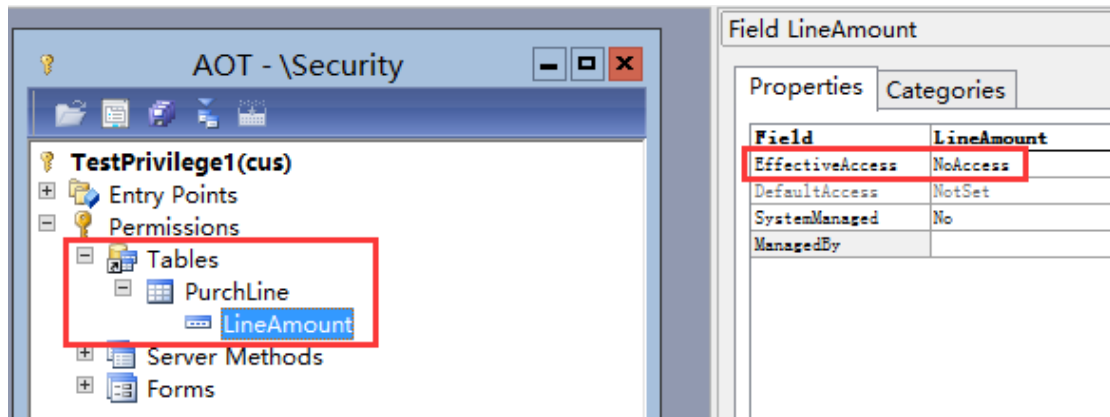 AOT - \Security
TestPrivilege1(cus)
Entry Points
Permissions
Tables
PurchLine
LineAmount
Server Methods
Forms
Field LineAmount
Properties Categories
Field LineAmount
EffectiveAccess NoAccess
DefaultAccess NotSet
SystemManaged No
ManagedBy